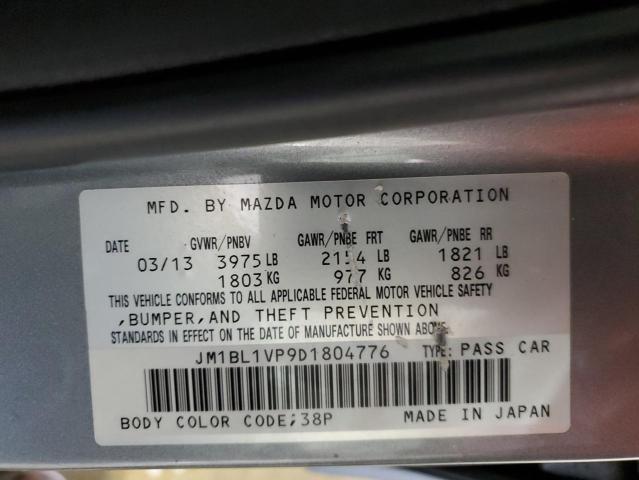 MFD. BY MAZDA MOTOR CORPORATION
DATE GVWR/PNBV GAWR/PNBE FRT GAWR/PNBE RR
03/13 3975 LB 2154 LB 1821 LB
1803 KG 977 KG 826 KG
THIS VEHICLE CONFORMS TO ALL APPLICABLE FEDERAL MOTOR VEHICLE SAFETY
,BUMPER,AND THEFT PREVENTION
STANDARDS IN EFFECT ON THE DATE OF MANUFACTURE SHOWN ABOVE.
JM1BL1VP9D1804776 TYPE: PASS CAR
BODY COLOR CODE;38P MADE IN JAPAN